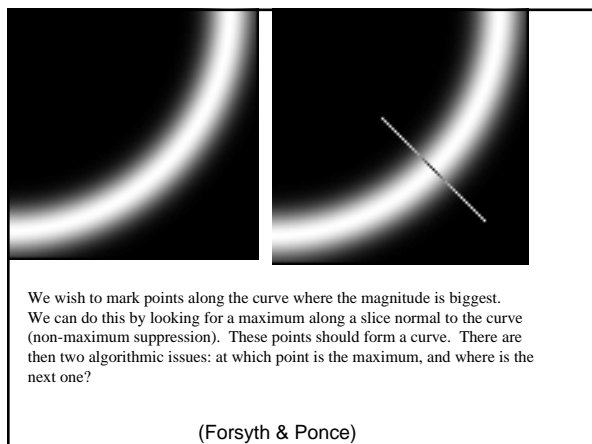 We wish to mark points along the curve where the magnitude is biggest.
We can do this by looking for a maximum along a slice normal to the curve
(non-maximum suppression). These points should form a curve. There are
then two algorithmic issues: at which point is the maximum, and where is the
next one?
(Forsyth & Ponce)